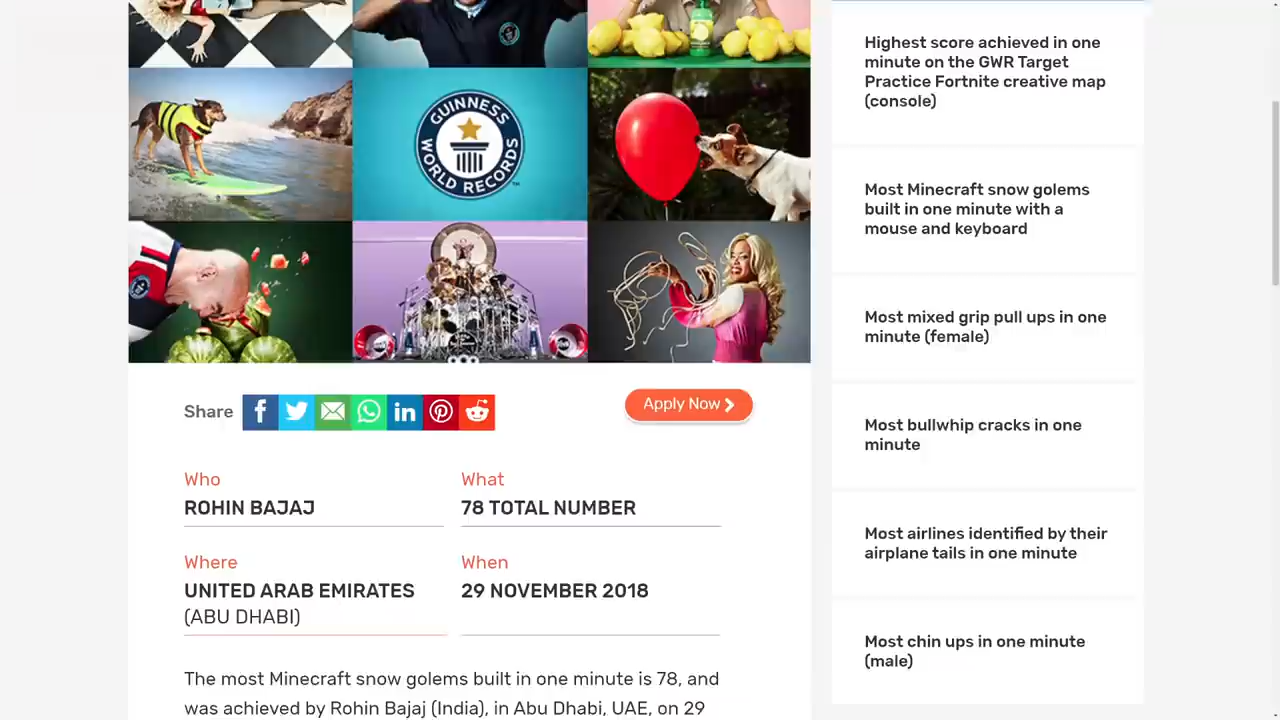 GUINNESS
WORLD RECORDS
Share
Apply Now
Who
ROHIN BAJAJ
What
78 TOTAL NUMBER
Where
UNITED ARAB EMIRATES
(ABU DHABI)
When
29 NOVEMBER 2018
The most Minecraft snow golems built in one minute is 78, and
was achieved by Rohin Bajaj (India), in Abu Dhabi, UAE, on 29
Highest score achieved in one
minute on the GWR Target
Practice Fortnite creative map
(console)
Most Minecraft snow golems
built in one minute with a
mouse and keyboard
Most mixed grip pull ups in one
minute (female)
Most bullwhip cracks in one
minute
Most airlines identified by their
airplane tails in one minute
Most chin ups in one minute
(male)